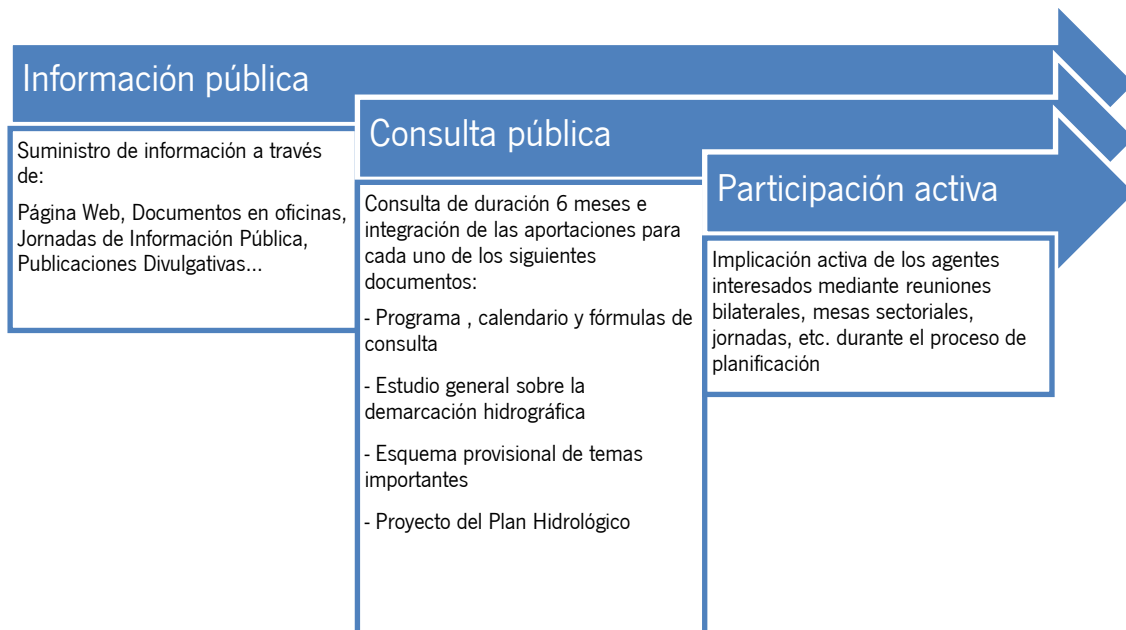 Información pública
Suministro de información a través
de:
Página Web, Documentos en oficinas,
Jornadas de Información Pública,
Publicaciones Divulgativas...
Consulta pública
Consulta de duración 6 meses e
integración de las aportaciones para
cada uno de los siguientes
documentos:
- Programa , calendario y fórmulas de
consulta
- Estudio general sobre la
demarcación hidrográfica
- Esquema provisional de temas
importantes
- Proyecto del Plan Hidrológico
Participación activa
Implicación activa de los agentes
interesados mediante reuniones
bilaterales, mesas sectoriales,
jornadas, etc. durante el proceso de
planificación